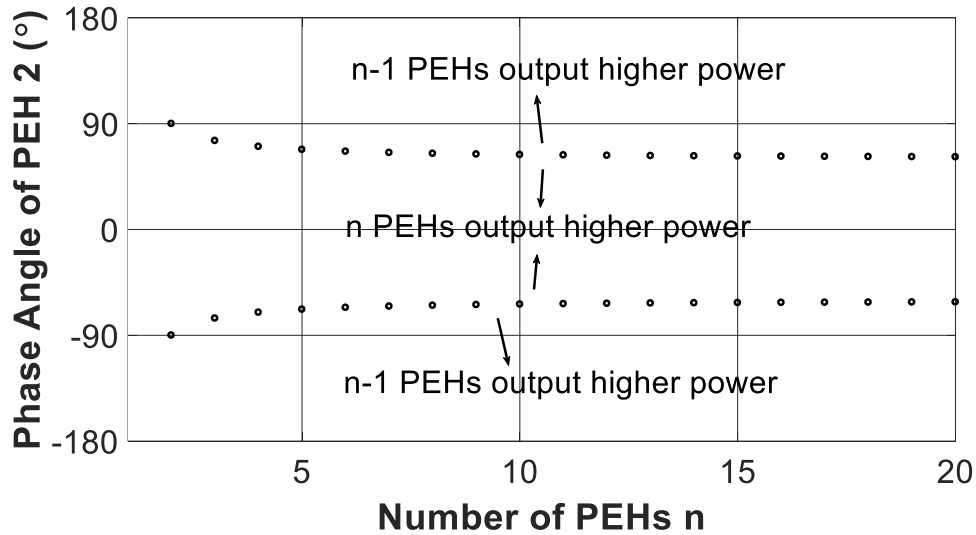 180
n-1 PEHs output higher power
90
0
n PEHs output higher power
-90
n-1 PEHs output higher power
-180
5
10
15
20
Number of PEHs n
Phase Angle of PEH 2 (°)